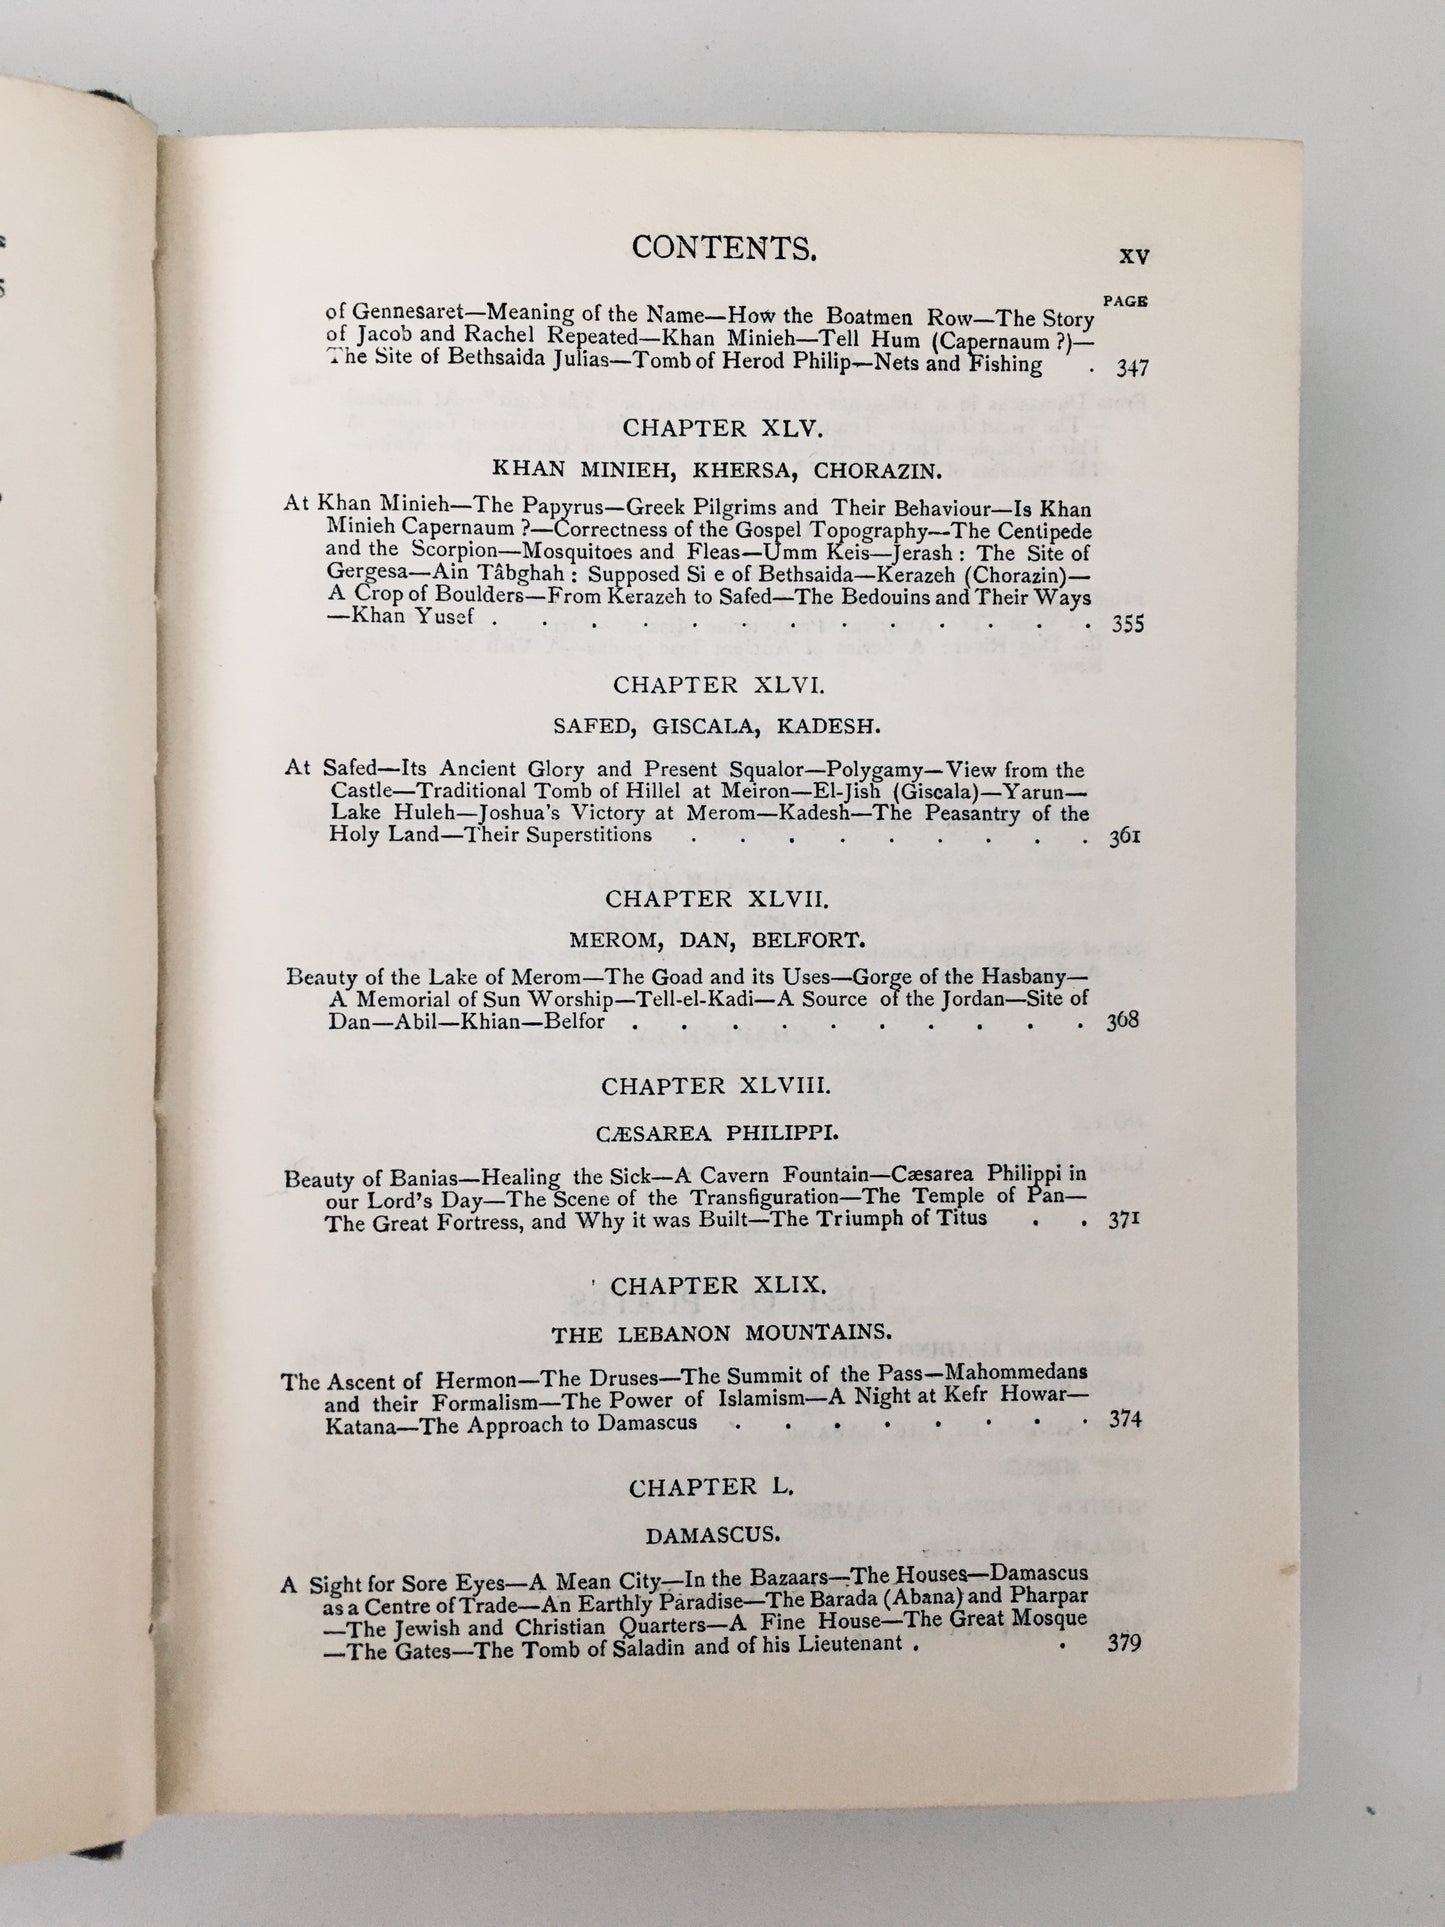 CONTENTS. XV
PAGE
of Gennesaret—Meaning of the Name—How the Boatmen Row—The Story
of Jacob and Rachel Repeated—Khan Minieh—Tell Hum (Capernaum ?)—
The Site of Bethsaida Julias—Tomb of Herod Philip—Nets and Fishing . 347
CHAPTER XLV.
KHAN MINIEH, KHERSA, CHORAZIN.
At Khan Minieh—The Papyrus—Greek Pilgrims and Their Behaviour—Is Khan
Minieh Capernaum ?—Correctness of the Gospel Topography—The Centipede
and the Scorpion—Mosquitoes and Fleas—Umm Keis—Jerash : The Site of
Gergesa—Ain Tâbghah : Supposed Si e of Bethsaida—Kerazeh (Chorazin)—
A Crop of Boulders—From Kerazeh to Safed—The Bedouins and Their Ways
—Khan Yusef . . . . . . . . . . . . . 355
CHAPTER XLVI.
SAFED, GISCALA, KADESH.
At Safed—Its Ancient Glory and Present Squalor—Polygamy—View from the
Castle—Traditional Tomb of Hillel at Meiron—El-Jish (Giscala)—Yarun—
Lake Huleh—Joshua's Victory at Merom—Kadesh—The Peasantry of the
Holy Land—Their Superstitions . . . . . . . . . 361
CHAPTER XLVII.
MEROM, DAN, BELFORT.
Beauty of the Lake of Merom—The Goad and its Uses—Gorge of the Hasbany—
A Memorial of Sun Worship—Tell-el-Kadi—A Source of the Jordan—Site of
Dan—Abil—Khian—Belfor . . . . . . . . . . 368
CHAPTER XLVIII.
CÆSAREA PHILIPPI.
Beauty of Banias—Healing the Sick—A Cavern Fountain—Cæsarea Philippi in
our Lord's Day—The Scene of the Transfiguration—The Temple of Pan—
The Great Fortress, and Why it was Built—The Triumph of Titus . . 371
CHAPTER XLIX.
THE LEBANON MOUNTAINS.
The Ascent of Hermon—The Druses—The Summit of the Pass—Mahommedans
and their Formalism—The Power of Islamism—A Night at Kefr Howar—
Katana—The Approach to Damascus . . . . . . . . 374
CHAPTER L.
DAMASCUS.
A Sight for Sore Eyes—A Mean City—In the Bazaars—The Houses—Damascus
as a Centre of Trade—An Earthly Paradise—The Barada (Abana) and Pharpar
—The Jewish and Christian Quarters—A Fine House—The Great Mosque
—The Gates—The Tomb of Saladin and of his Lieutenant . . 379